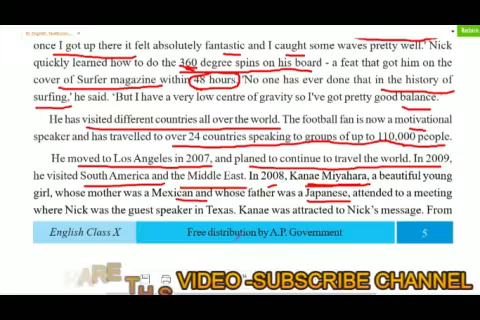 once I got up there it felt absolutely fantastic and I caught some waves pretty well.' Nick
quickly learned how to do the 360 degree spins on his board - a feat that got him on the
cover of Surfer magazine within 48 hours. 'No one has ever done that in the history of
surfing,' he said. 'But I have a very low centre of gravity so I've got pretty good balance.
He has visited different countries all over the world. The football fan is now a motivational
speaker and has travelled to over 24 countries speaking to groups of up to 110,000 people.
He moved to Los Angeles in 2007, and planed to continue to travel the world. In 2009,
he visited South America and the Middle East. In 2008, Kanae Miyahara, a beautiful young
girl, whose mother was a Mexican and whose father was a Japanese, attended to a meeting
where Nick was the guest speaker in Texas. Kanae was attracted to Nick's message. From
English Class X Free distribution by A.P. Government 5
VIDEO -SUBSCRIBE CHANNEL